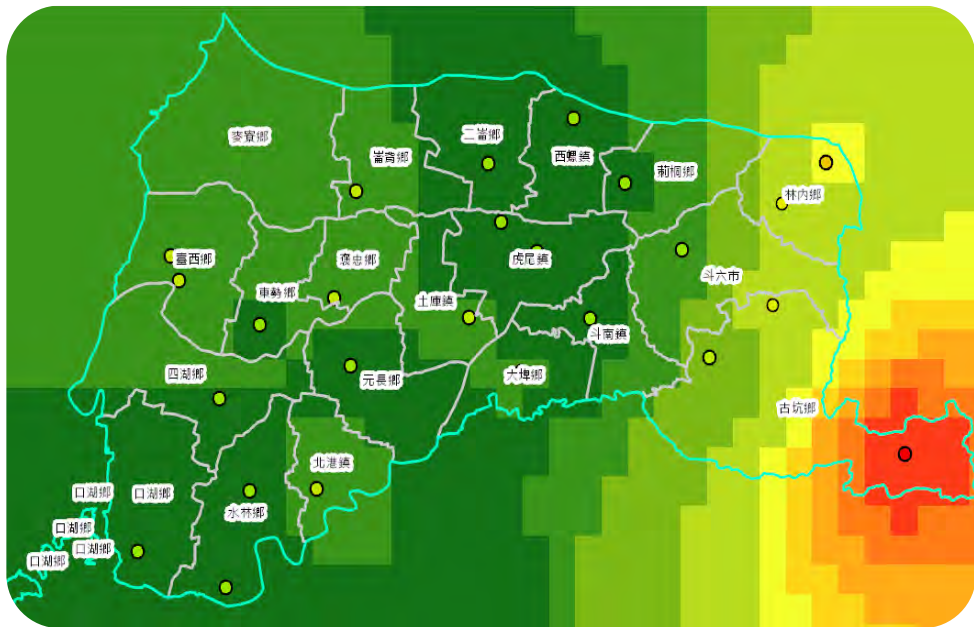 麥寮鄉
崙背鄉
二崙鄉
西螺鎮
莿桐鄉
林內鄉
臺西鄉
東勢鄉
褒忠鄉
土庫鎮
虎尾鎮
斗六市
斗南鎮
四湖鄉
元長鄉
大埤鄉
古坑鄉
北港鎮
口湖鄉
口湖鄉
水林鄉
口湖鄉
口湖鄉
口湖鄉